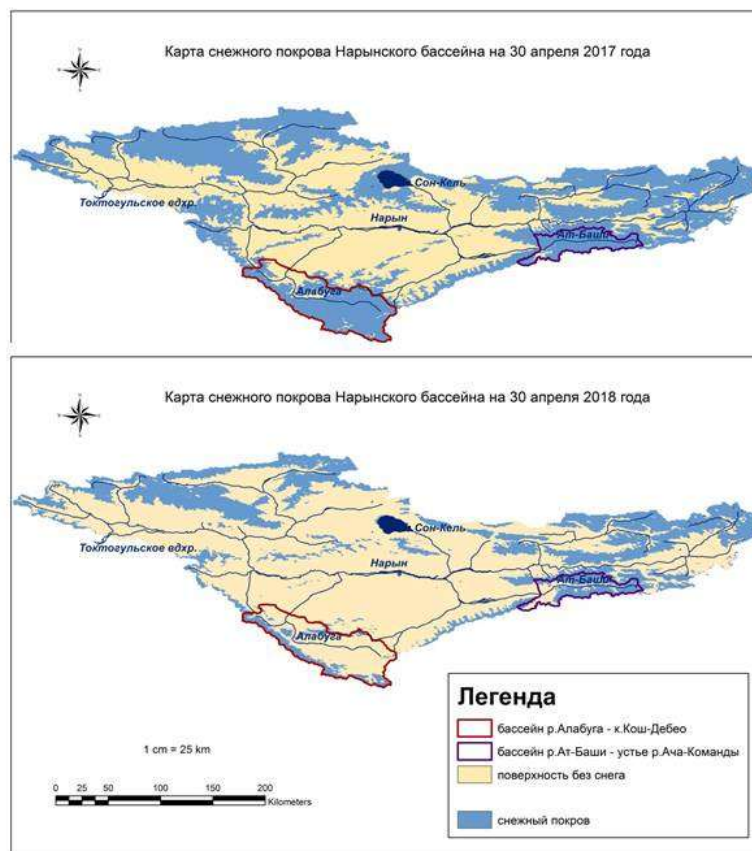 Карта снежного покрова Нарынского бассейна на 30 апреля 2017 года
Сон-Кель
Токтогульское вдхр.
Нарын
Ат-Баши
Алабуга
Карта снежного покрова Нарынского бассейна на 30 апреля 2018 года
Сон-Кель
Токтогульское вдхр.
Нарын
Ат-Баши
Алабуга
Легенда
бассейн р.Алабуга - к.Кош-Дебео
бассейн р.Ат-Баши - устье р.Ача-Команды
поверхность без снега
снежный покров
1 cm = 25 km
0 25 50 100 150 200
Kilometers